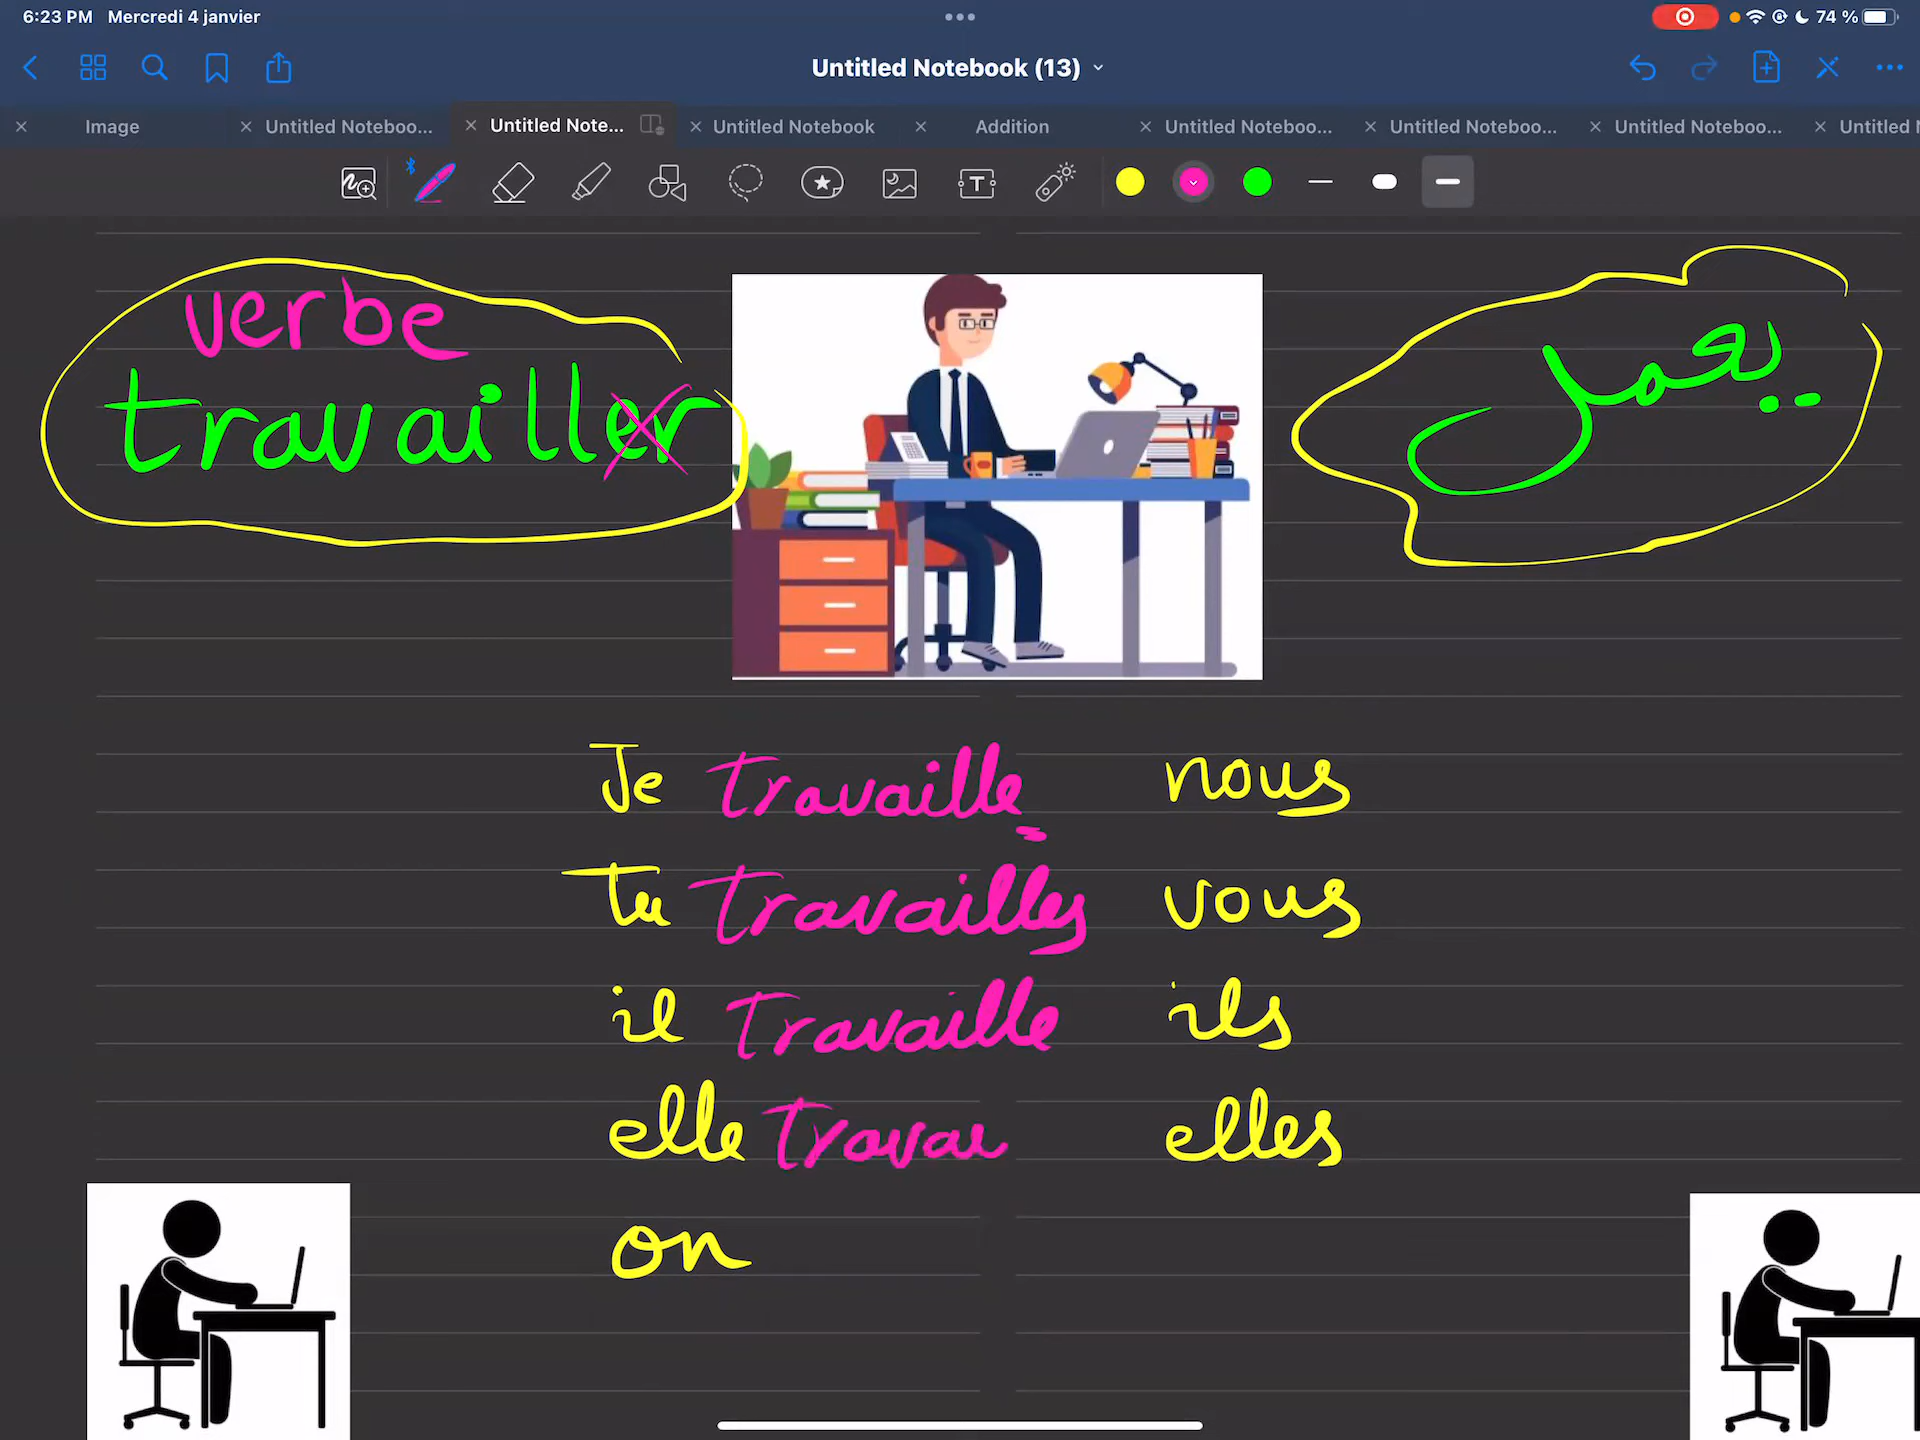 6:23 PM Mercredi 4 janvier 74 %
Untitled Notebook (13)
Image Untitled Noteboo... Untitled Note... Untitled Notebook Addition Untitled Noteboo... Untitled Noteboo... Untitled Noteboo... Untitled
T
verbe
travailler
يعمل
Je travaille nous
tu travailles vous
il travaille ils
elle travai elles
on